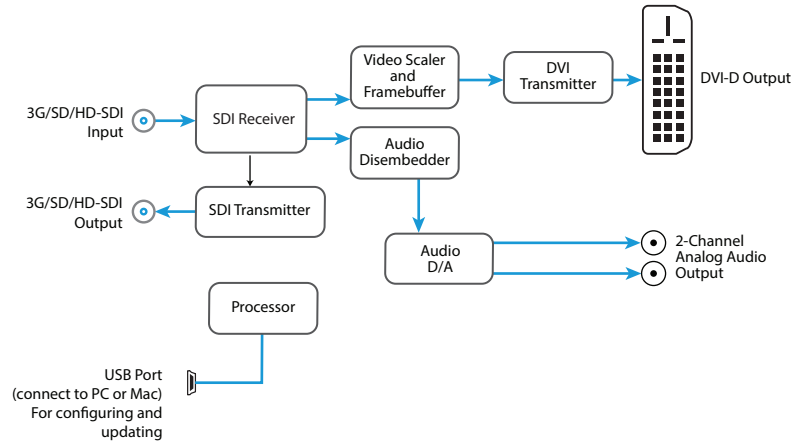 Video Scaler
and
Framebuffer
DVI
Transmitter
DVI-D Output
3G/SD/HD-SDI
Input
SDI Receiver
Audio
Disembedder
3G/SD/HD-SDI
Output
SDI Transmitter
Audio
D/A
2-Channel
Analog Audio
Output
Processor
USB Port
(connect to PC or Mac)
For configuring and
updating